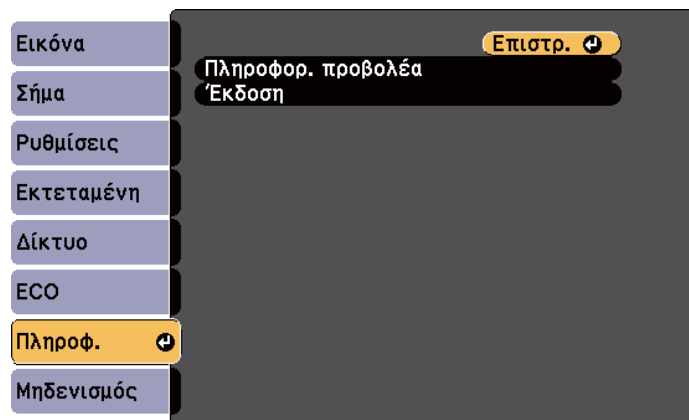 Εικόνα
Σήμα
Ρυθμίσεις
Εκτεταμένη
Δίκτυο
ECO
Πληροφ.
Μηδενισμός
Επιστρ.
Πληροφορ. προβολέα
Έκδοση